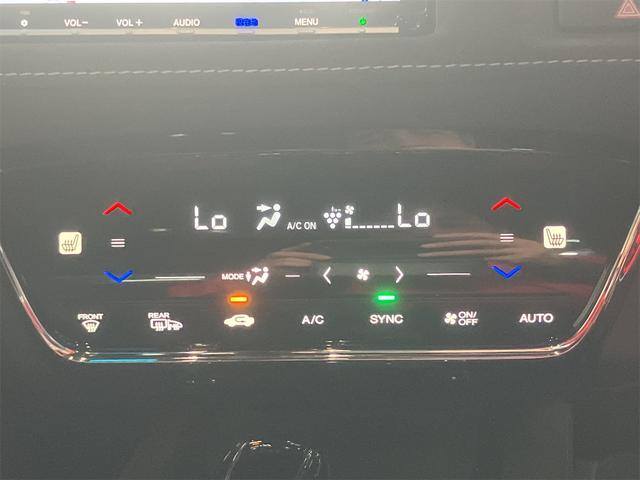 VOL− VOL + AUDIO MENU
Lo A/C ON Lo
MODE
FRONT REAR A/C SYNC ON/OFF AUTO